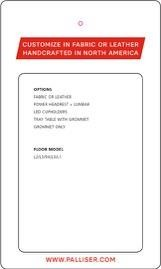 CUSTOMIZE IN FABRIC OR LEATHER
HANDCRAFTED IN NORTH AMERICA
OPTIONS
FABRIC OR LEATHER
POWER HEADREST + LUMBAR
LED CUPHOLDERS
TRAY TABLE WITH GROMMET
GROMMET ONLY
FLOOR MODEL
WWW.PALLISER.COM